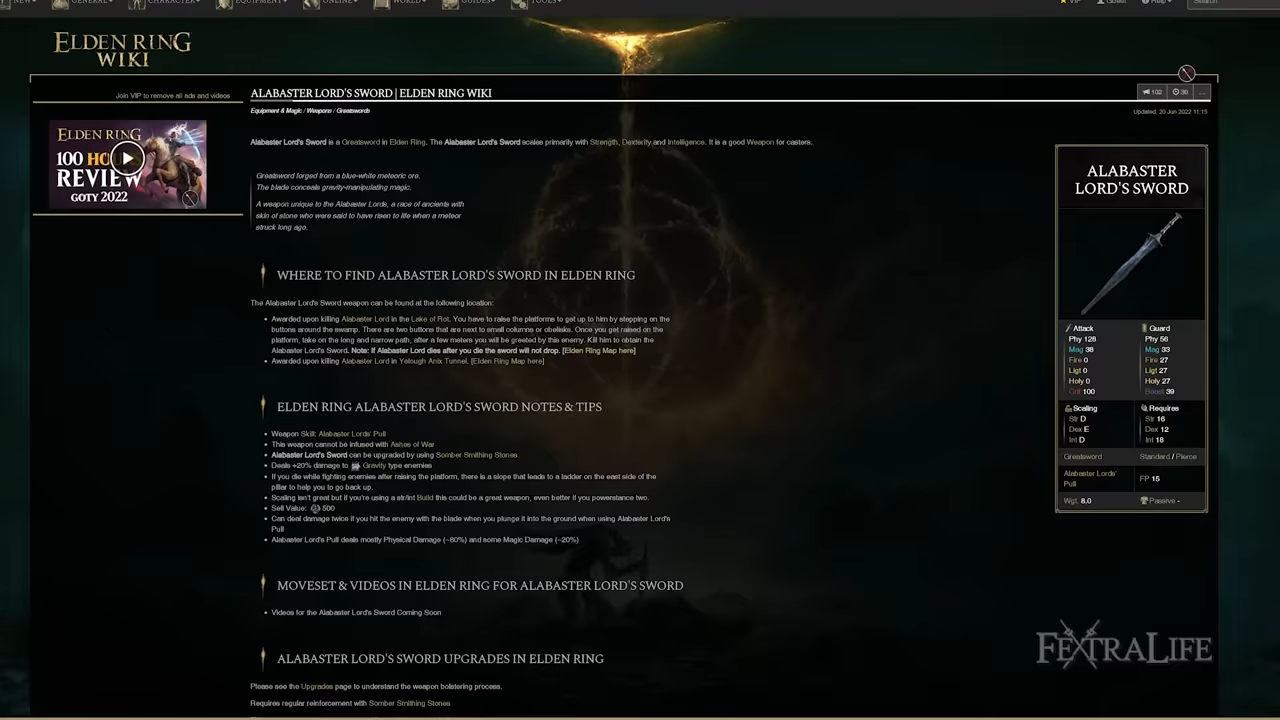 NEW
GENERAL
CHARACTER
EQUIPMENT
ONLINE
WORLD
GUIDES
TOOLS
VIP
Help
Search
ELDEN RING
WIKI
Join VIP to remove all ads and videos
ELDEN RING
100 HO
REVIEW
GOTY 2022
ALABASTER LORD'S SWORD | ELDEN RING WIKI
102
30
...
Equipment & Magic / Weapons / Greatswords
Updated: 20 Jun 2022 11:15
Alabaster Lord's Sword is a Greatsword in Elden Ring. The Alabaster Lord's Sword scales primarily with Strength, Dexterity and Intelligence. It is a good Weapon for casters.
Greatsword forged from a blue-white meteoric ore.
The blade conceals gravity-manipulating magic.
A weapon unique to the Alabaster Lords, a race of ancients with
skin of stone who were said to have risen to life when a meteor
struck long ago.
WHERE TO FIND ALABASTER LORD'S SWORD IN ELDEN RING
The Alabaster Lord's Sword weapon can be found at the following location:
Awarded upon killing Alabaster Lord in the Lake of Rot. You have to raise the platforms to get up to him by stepping on the
buttons around the swamp. There are two buttons that are next to small columns or obelisks. Once you get raised on the
platform, take on the long and narrow path, after a few meters you will be greeted by this enemy. Kill him to obtain the
Alabaster Lord's Sword. Note: If Alabaster Lord dies after you die the sword will not drop. [Elden Ring Map here]
Awarded upon killing Alabaster Lord in Yelough Anix Tunnel. [Elden Ring Map here]
ELDEN RING ALABASTER LORD'S SWORD NOTES & TIPS
Weapon Skill: Alabaster Lords' Pull
This weapon cannot be infused with Ashes of War
Alabaster Lord's Sword can be upgraded by using Somber Smithing Stones
Deals +20% damage to Gravity type enemies
If you die while fighting enemies after raising the platform, there is a slope that leads to a ladder on the east side of the
pillar to help you to go back up.
Scaling isn't great but if you're using a str/int Build this could be a great weapon, even better if you powerstance two.
Sell Value: 500
Can deal damage twice if you hit the enemy with the blade when you plunge it into the ground when using Alabaster Lord's
Pull
Alabaster Lord's Pull deals mostly Physical Damage (~80%) and some Magic Damage (~20%)
MOVESET & VIDEOS IN ELDEN RING FOR ALABASTER LORD'S SWORD
Videos for the Alabaster Lord's Sword Coming Soon
ALABASTER LORD'S SWORD UPGRADES IN ELDEN RING
Please see the Upgrades page to understand the weapon bolstering process.
Requires regular reinforcement with Somber Smithing Stones
ALABASTER
LORD'S SWORD
Attack Guard
Phy 128 Phy 56
Mag 38 Mag 33
Fire 0 Fire 27
Ligt 0 Ligt 27
Holy 0 Holy 27
Crit 100 Boost 39
Scaling Requires
Str D Str 16
Dex E Dex 12
Int D Int 18
Greatsword Standard / Pierce
Alabaster Lords' FP 15
Pull
Wgt. 8.0 Passive -
FEXTRALIFE